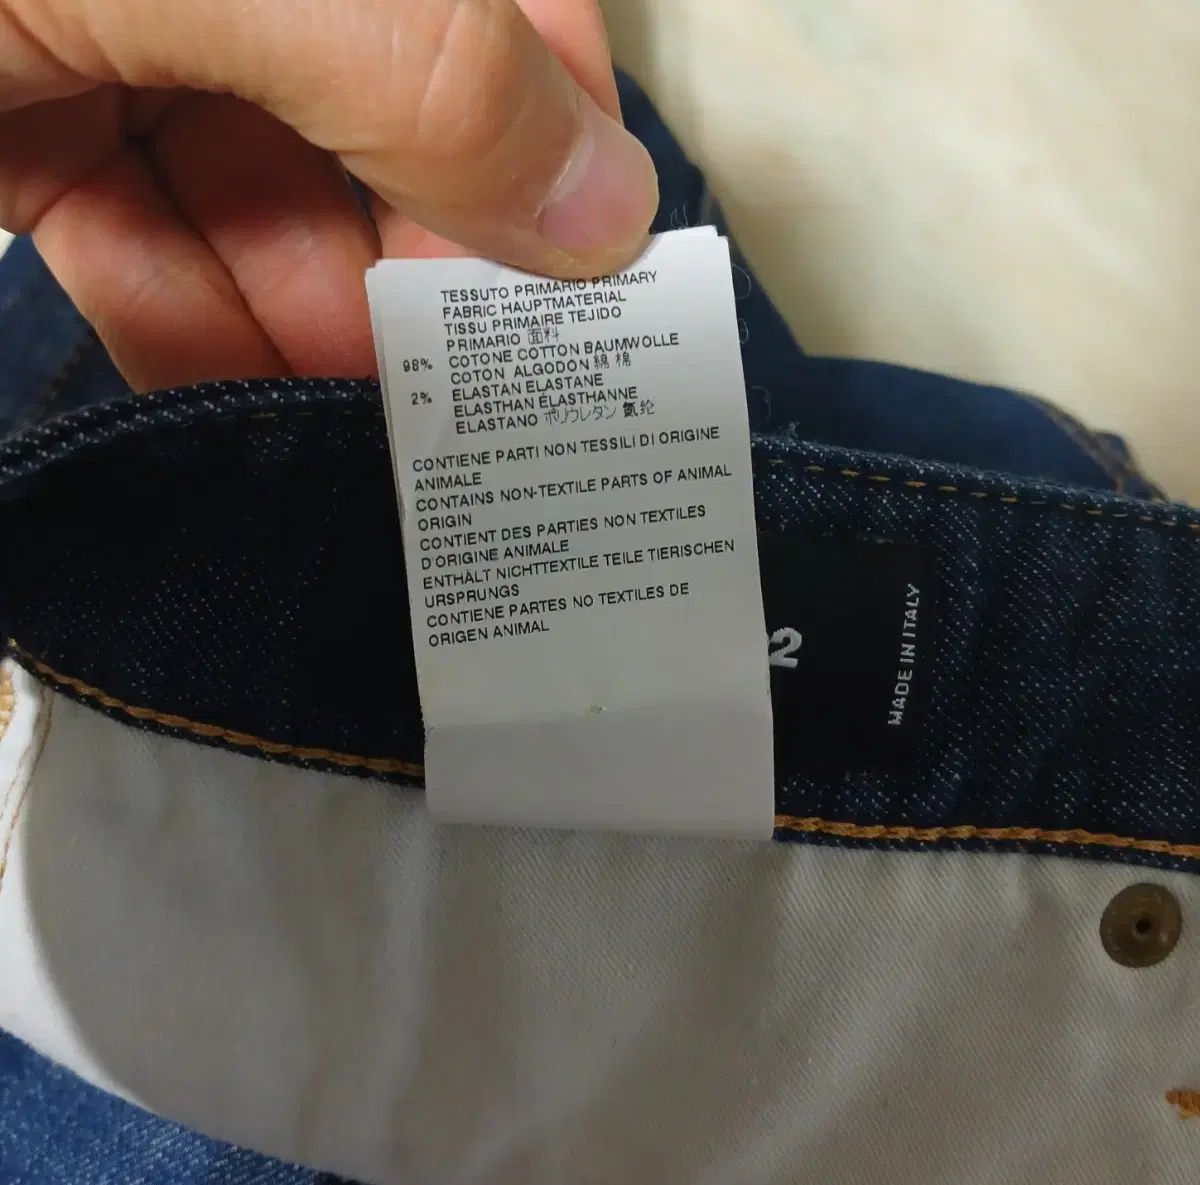 TESSUTO PRIMARIO PRIMARY
FABRIC HAUPTMATERIAL
TISSU PRIMAIRE TEJIDO
PRIMARIO 面料
98% COTONE COTTON BAUMWOLLE
COTON ALGODON 綿 棉
2% ELASTAN ELASTANE
ELASTHAN ELASTHANNE
ELASTANO ポリウレタン 氨纶
CONTIENE PARTI NON TESSILI DI ORIGINE
ANIMALE
CONTAINS NON-TEXTILE PARTS OF ANIMAL
ORIGIN
CONTIENT DES PARTIES NON TEXTILES
D'ORIGINE ANIMALE
ENTHÄLT NICHTTEXTILE TEILE TIERISCHEN
URSPRUNGS
CONTIENE PARTES NO TEXTILES DE
ORIGEN ANIMAL
2
MADE IN ITALY